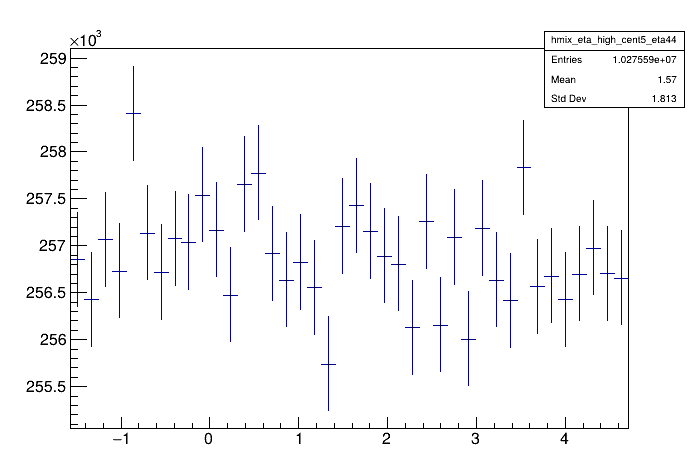 ×10³
hmix_eta_high_cent5_eta44
Entries 1.027559e+07
Mean 1.57
Std Dev 1.813
259
258.5
258
257.5
257
256.5
256
255.5
−1 0 1 2 3 4